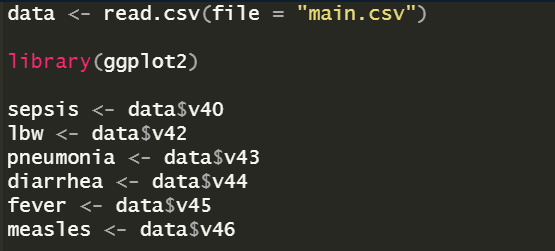 data <- read.csv(file = "main.csv")
library(ggplot2)
sepsis <- data$v40
lbw <- data$v42
pneumonia <- data$v43
diarrhea <- data$v44
fever <- data$v45
measles <- data$v46